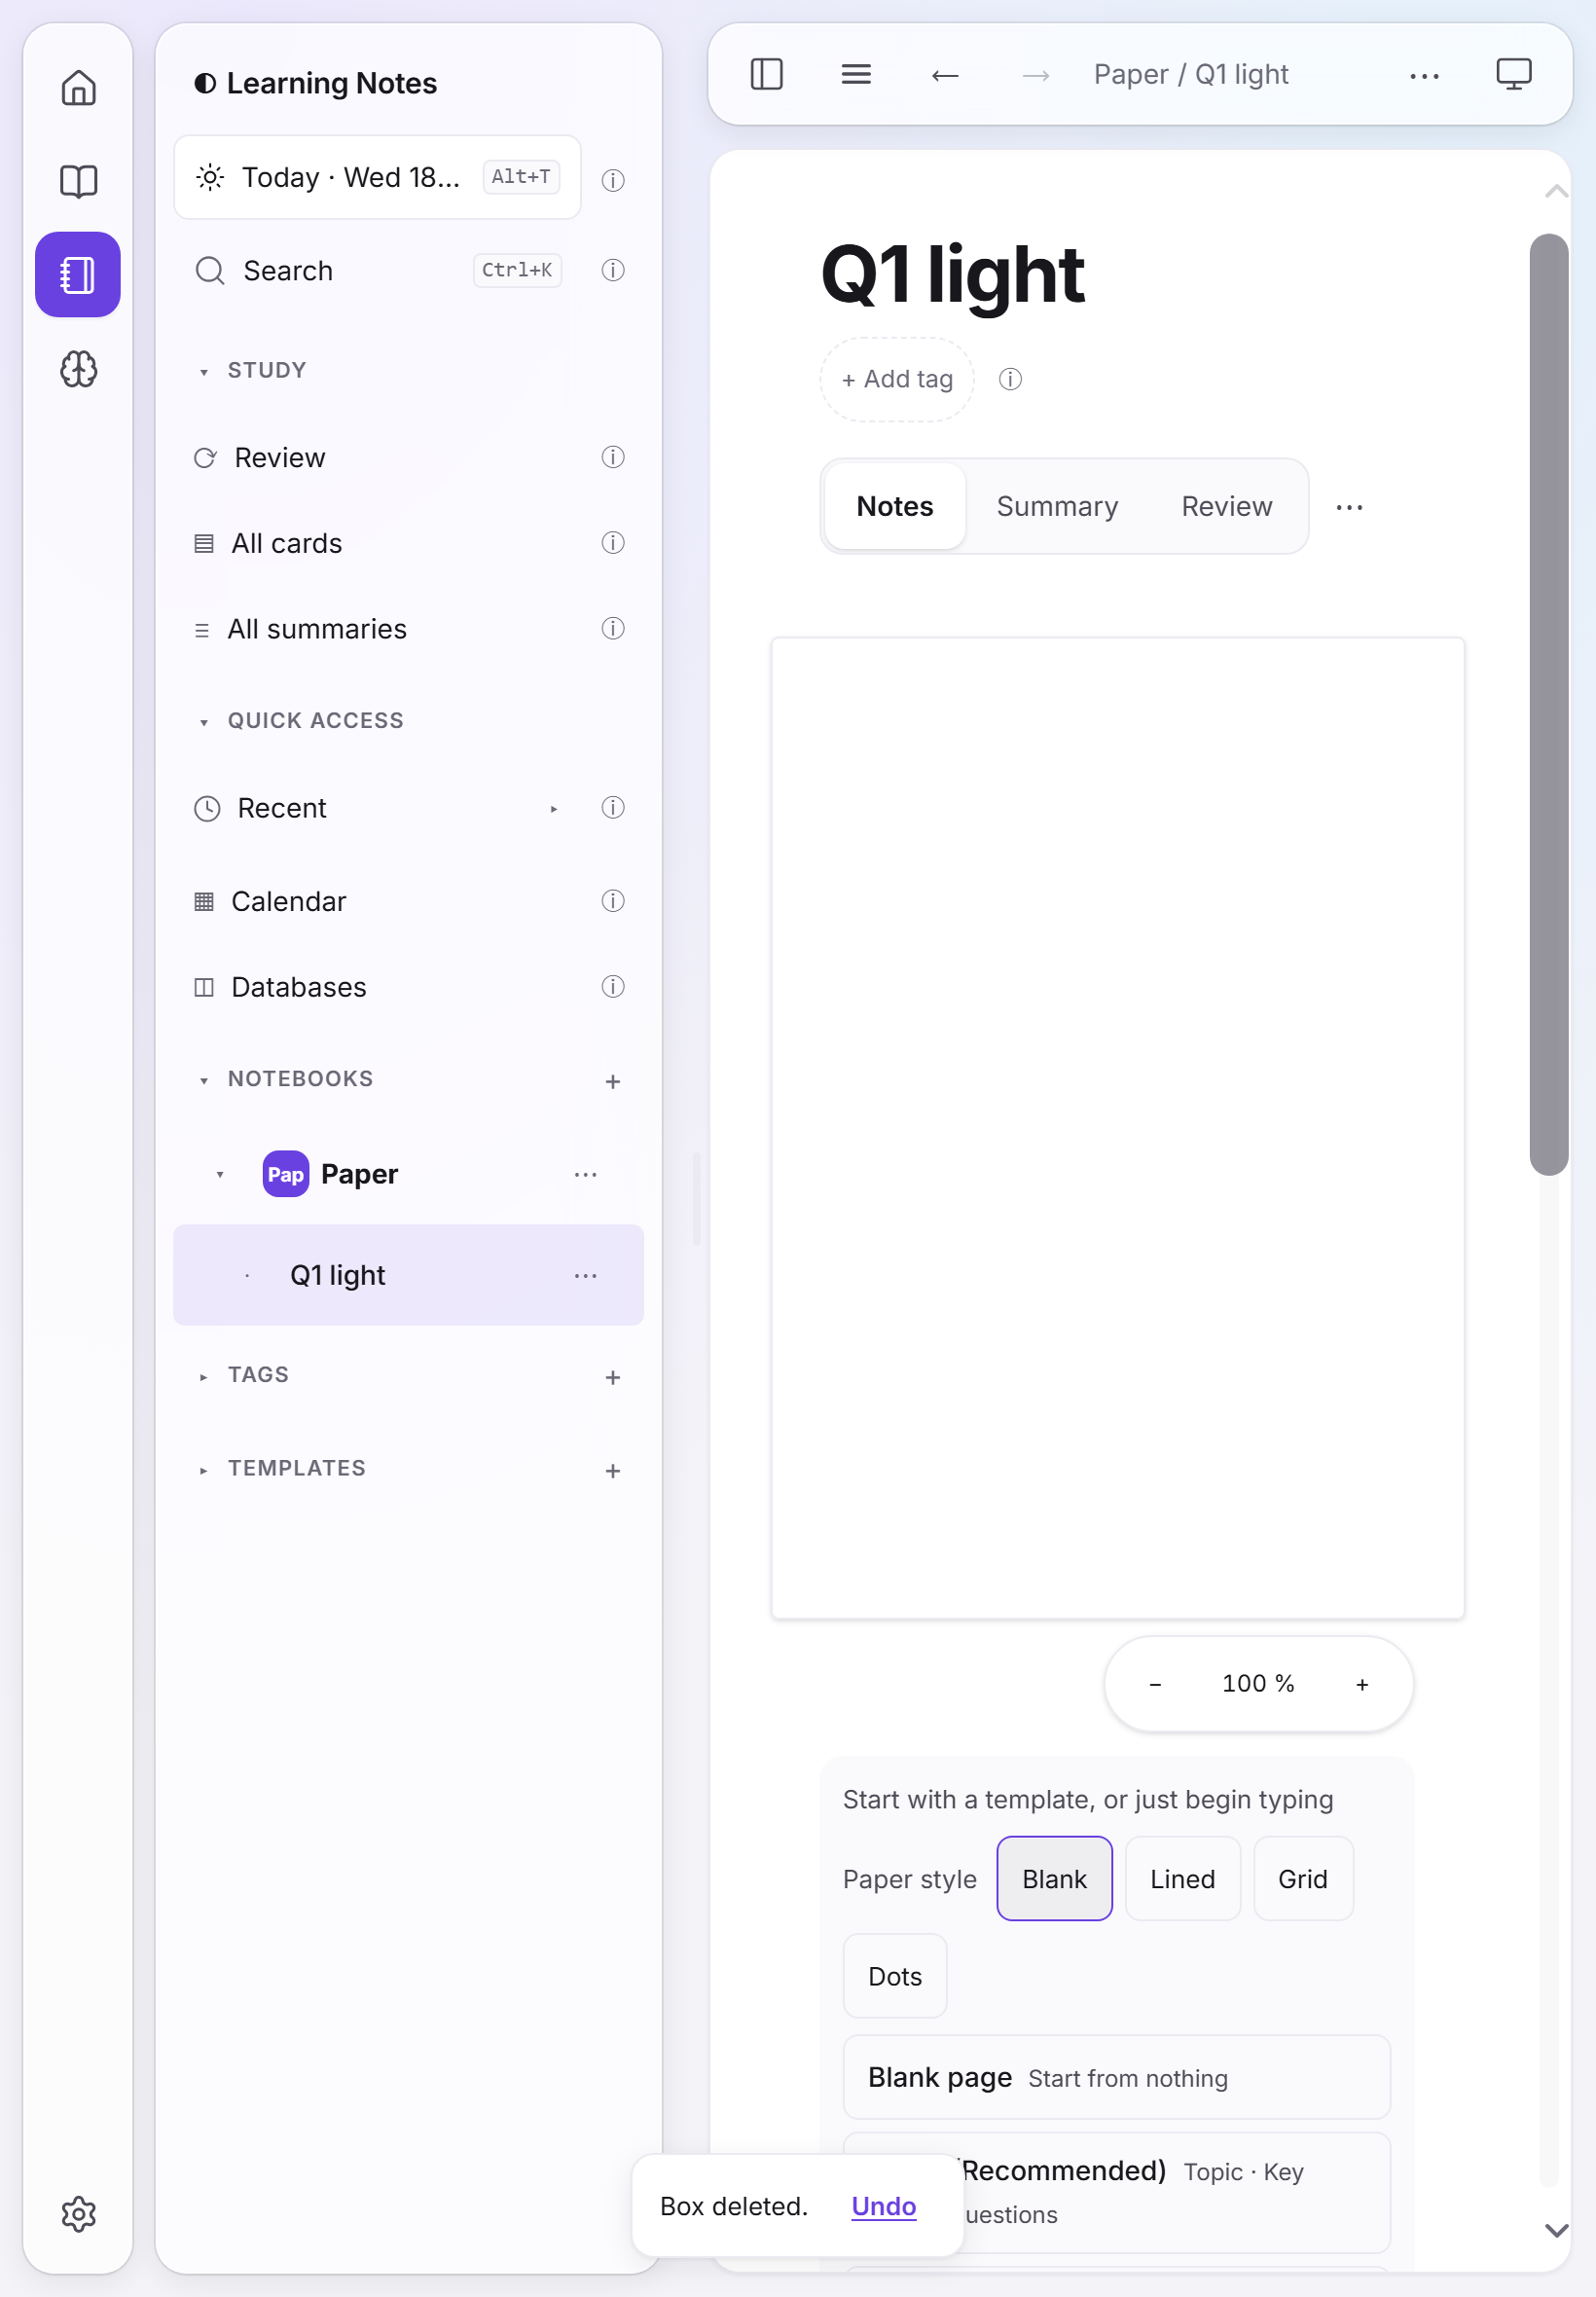 Learning Notes
Today · Wed 18... Alt+T
Search Ctrl+K
STUDY
Review
All cards
All summaries
QUICK ACCESS
Recent
Calendar
Databases
NOTEBOOKS +
Pap Paper ...
Q1 light ...
TAGS +
TEMPLATES +
Paper / Q1 light ...
Q1 light
+ Add tag
Notes Summary Review ...
− 100 % +
Start with a template, or just begin typing
Paper style Blank Lined Grid
Dots
Blank page Start from nothing
Recommended) Topic · Key
Box deleted. Undo